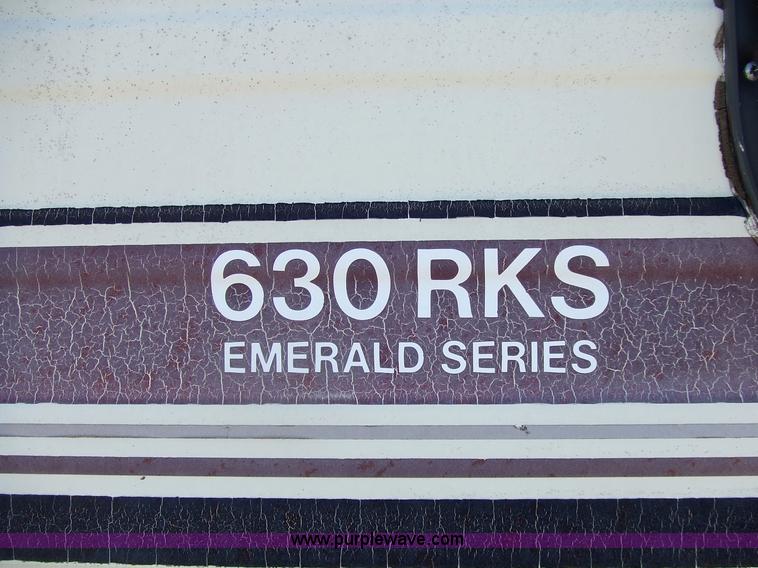 630 RKS
EMERALD SERIES
www.purplewave.com